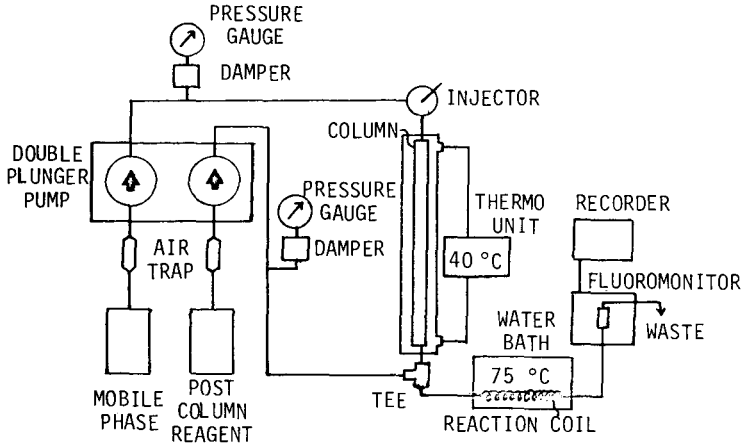 PRESSURE
GAUGE
DAMPER
INJECTOR
COLUMN
DOUBLE
PLUNGER
PUMP
PRESSURE
GAUGE
DAMPER
THERMO
UNIT
40 °C
RECORDER
AIR
TRAP
FLUOROMONITOR
WASTE
WATER
BATH
75 °C
TEE
REACTION COIL
MOBILE
PHASE
POST
COLUMN
REAGENT